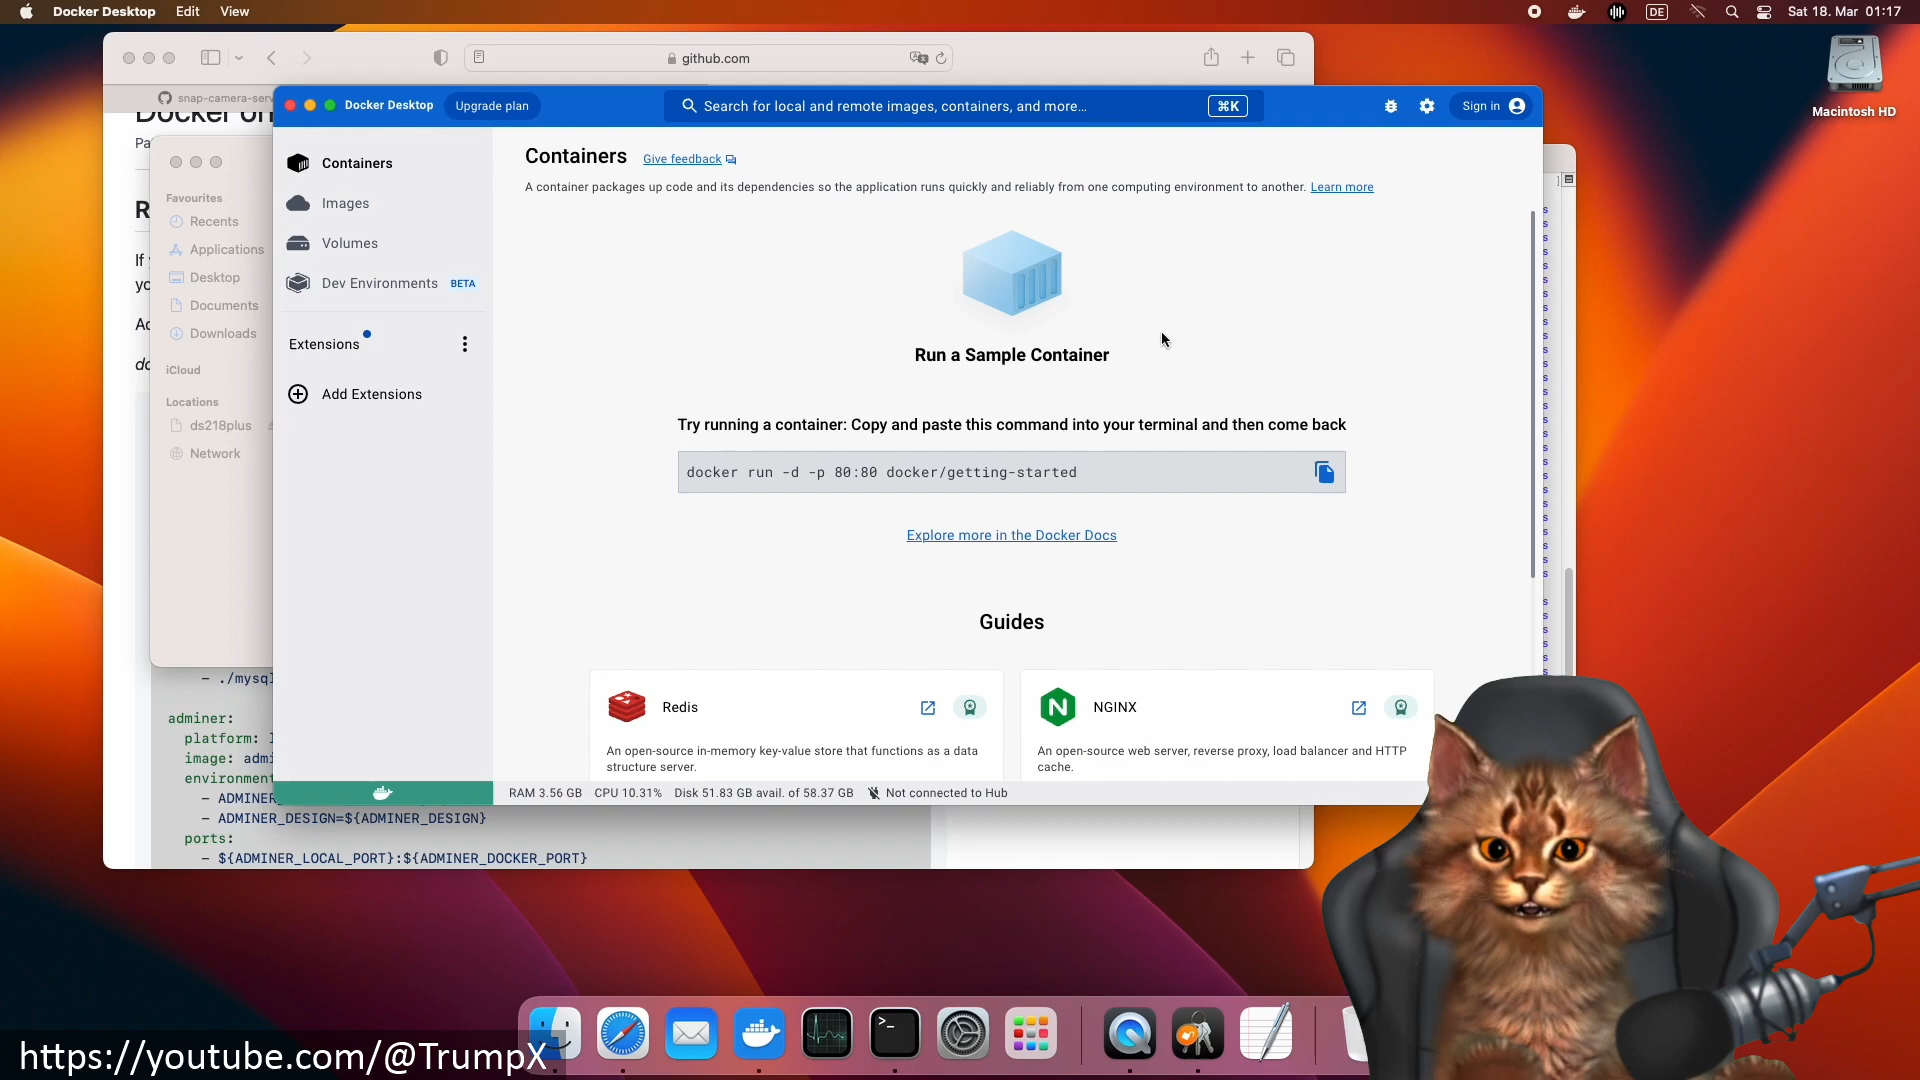 Docker Desktop Edit View
DE Sat 18. Mar 01:17
github.com
Macintosh HD
snap-camera-serv
Docker on
Docker Desktop Upgrade plan Search for local and remote images, containers, and more... ⌘K Sign in
Favourites
Recents
Applications
Desktop
Documents
Downloads
iCloud
Locations
ds218plus
Network
If
Containers
Images
Volumes
Dev Environments BETA
Extensions
Add Extensions
Containers Give feedback
A container packages up code and its dependencies so the application runs quickly and reliably from one computing environment to another. Learn more
Run a Sample Container
Try running a container: Copy and paste this command into your terminal and then come back
docker run -d -p 80:80 docker/getting-started
Explore more in the Docker Docs
Guides
Redis
An open-source in-memory key-value store that functions as a data
structure server.
NGINX
An open-source web server, reverse proxy, load balancer and HTTP
cache.
RAM 3.56 GB CPU 10.31% Disk 51.83 GB avail. of 58.37 GB Not connected to Hub
- ./mysql
adminer:
platform:
image: admi
environment
- ADMINER_
- ADMINER_DESIGN=${ADMINER_DESIGN}
ports:
- ${ADMINER_LOCAL_PORT}:${ADMINER_DOCKER_PORT}
https://youtube.com/@TrumpX